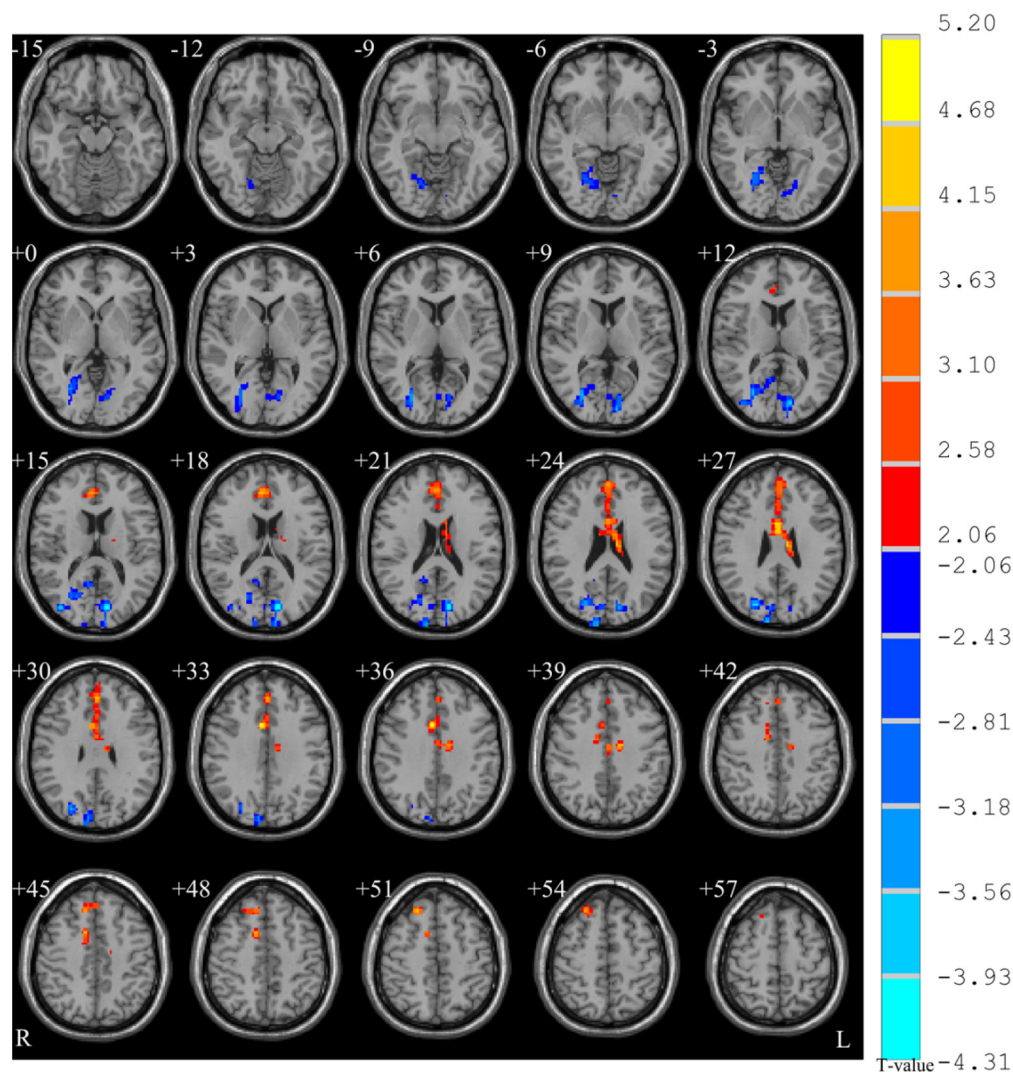 -15 -12 -9 -6 -3
+0 +3 +6 +9 +12
+15 +18 +21 +24 +27
+30 +33 +36 +39 +42
+45 +48 +51 +54 +57
R L
5.20
4.68
4.15
3.63
3.10
2.58
2.06
-2.06
-2.43
-2.81
-3.18
-3.56
-3.93
T-value -4.31